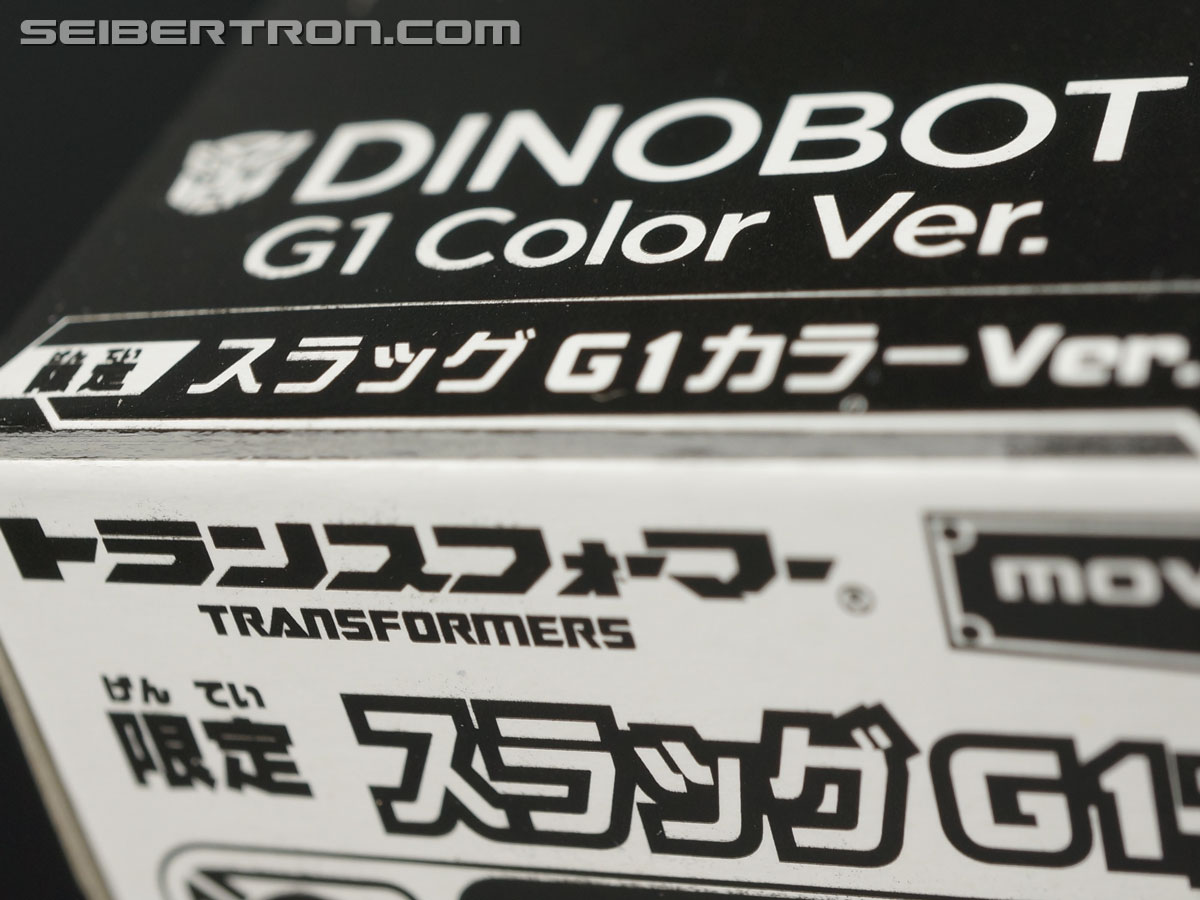 SEIBERTRON.com
DINOBOT
G1 Color Ver.
限定 スラッグ G1カラーVer.
トランスフォーマー®
TRANSFORMERS
mov
げん てい
限定 スラッグ G1